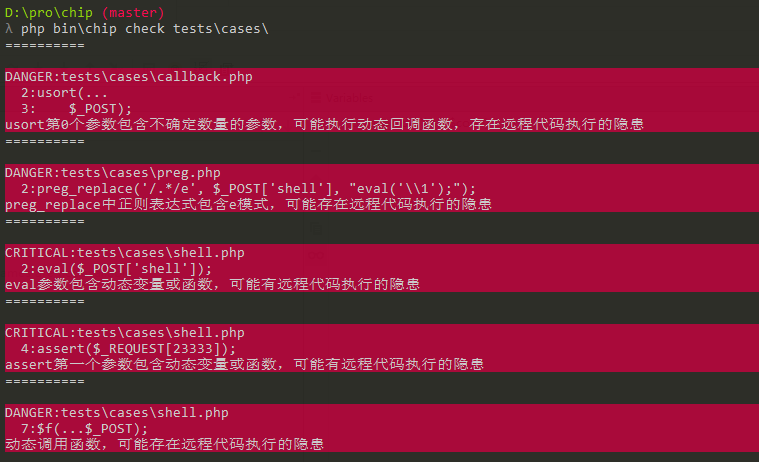 D:\pro\chip (master)
λ php bin\chip check tests\cases\
==========
DANGER:tests\cases\callback.php
  2:usort(...
  3:    $_POST);
usort第0个参数包含不确定数量的参数，可能执行动态回调函数，存在远程代码执行的隐患
==========
DANGER:tests\cases\preg.php
  2:preg_replace('/.*/e', $_POST['shell'], "eval('\\1');");
preg_replace中正则表达式包含e模式，可能存在远程代码执行的隐患
==========
CRITICAL:tests\cases\shell.php
  2:eval($_POST['shell']);
eval参数包含动态变量或函数，可能有远程代码执行的隐患
==========
CRITICAL:tests\cases\shell.php
  4:assert($_REQUEST[23333]);
assert第一个参数包含动态变量或函数，可能有远程代码执行的隐患
==========
DANGER:tests\cases\shell.php
  7:$f(...$_POST);
动态调用函数，可能存在远程代码执行的隐患